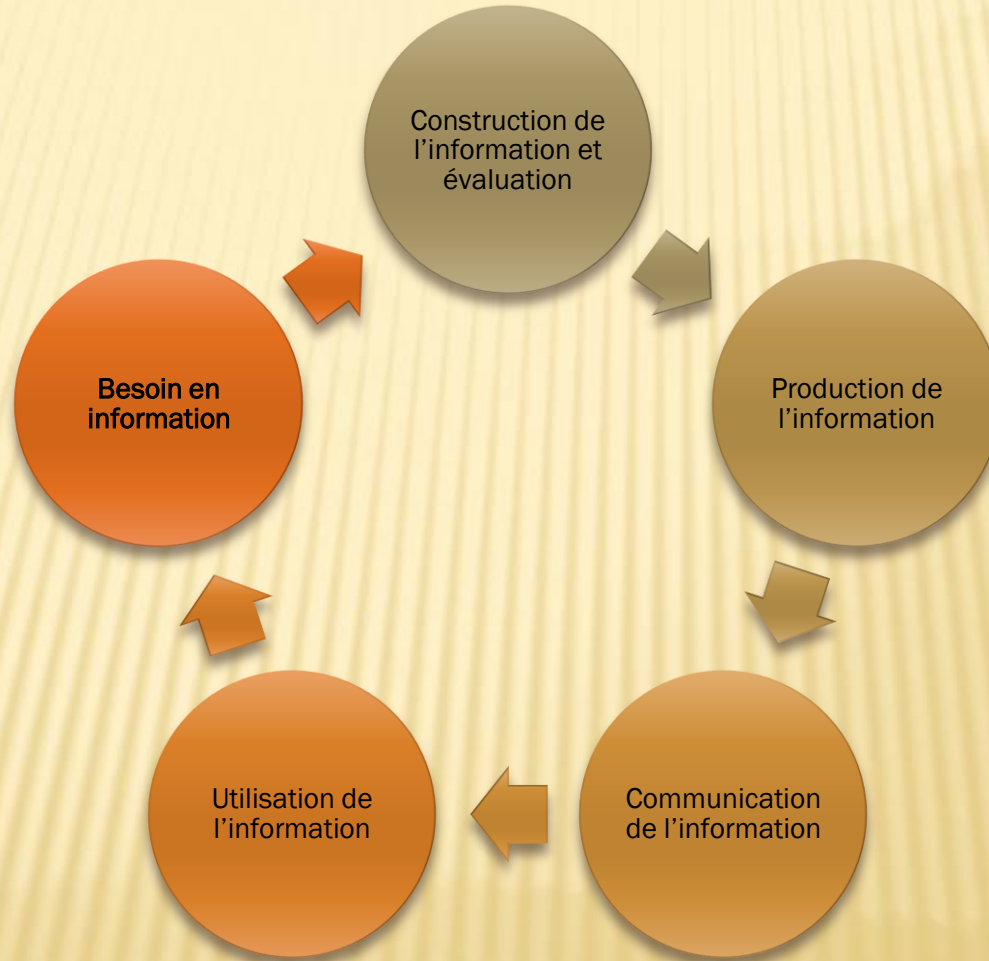 Construction de
l’information et
évaluation
Production de
l’information
Communication
de l’information
Utilisation de
l’information
Besoin en
information